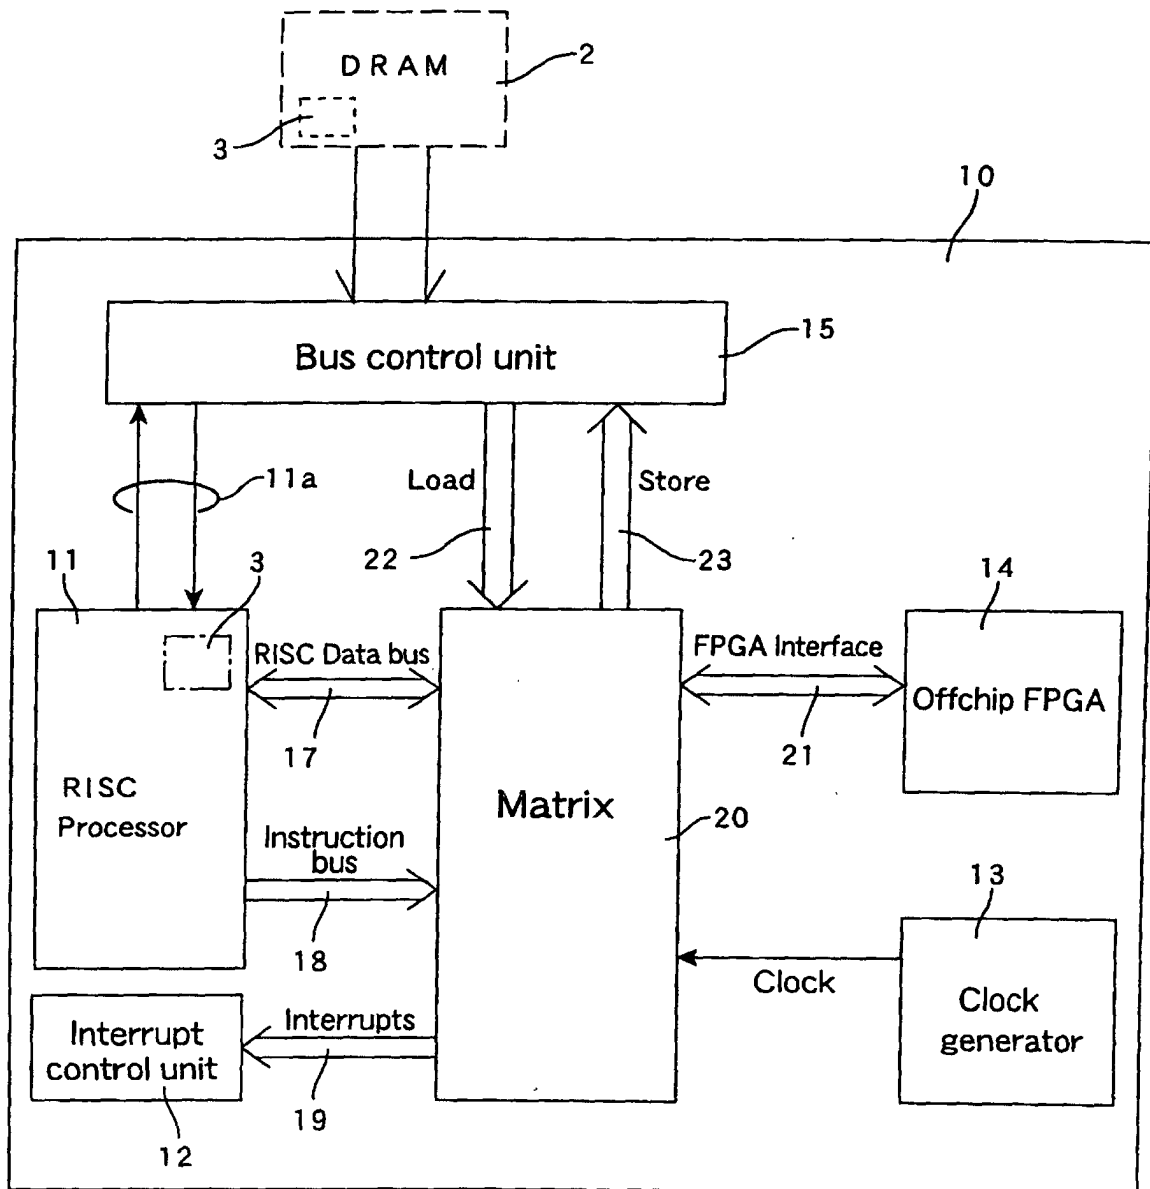 DRAM
2
3
10
Bus control unit
15
11a
Load
Store
22
23
11
3
14
RISC Data bus
FPGA Interface
17
21
Offchip FPGA
RISC
Processor
Matrix
20
Instruction
bus
18
13
Clock
Clock
generator
Interrupt
control unit
Interrupts
19
12